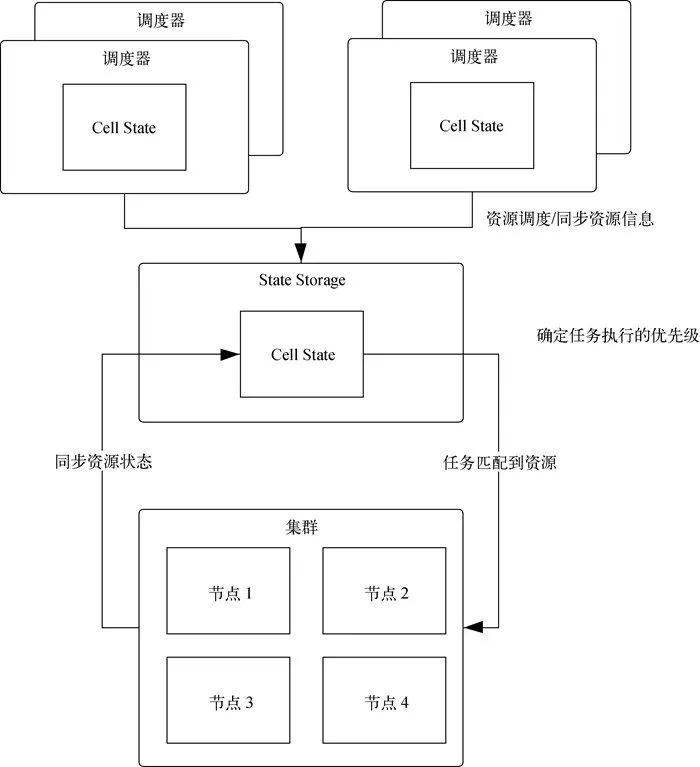 调度器
调度器
调度器
调度器
Cell State
Cell State
资源调度/同步资源信息
State Storage
确定任务执行的优先级
Cell State
同步资源状态
任务匹配到资源
集群
节点 1
节点 2
节点 3
节点 4